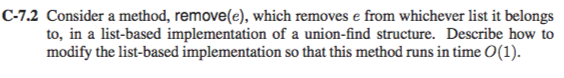 C-7.2 Consider a method, remove(e), which removes e from whichever list it belongs
to, in a list-based implementation of a union-find structure. Describe how to
modify the list-based implementation so that this method runs in time O(1).